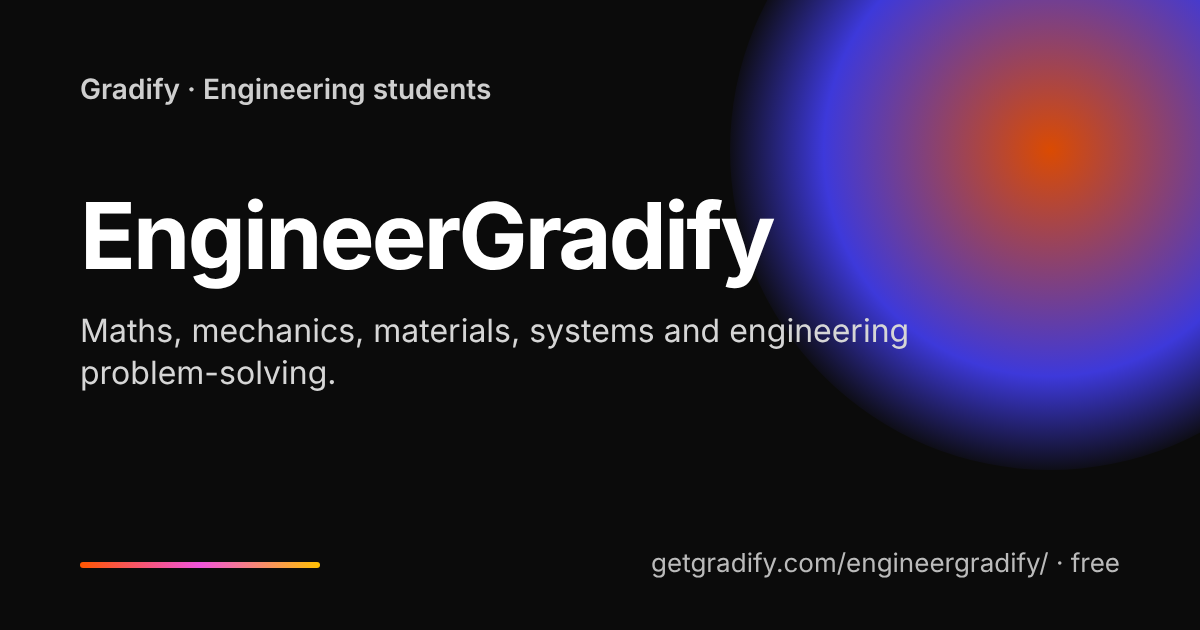 Gradify · Engineering students
EngineerGradify
Maths, mechanics, materials, systems and engineering
problem-solving.
getgradify.com/engineergradify/ · free